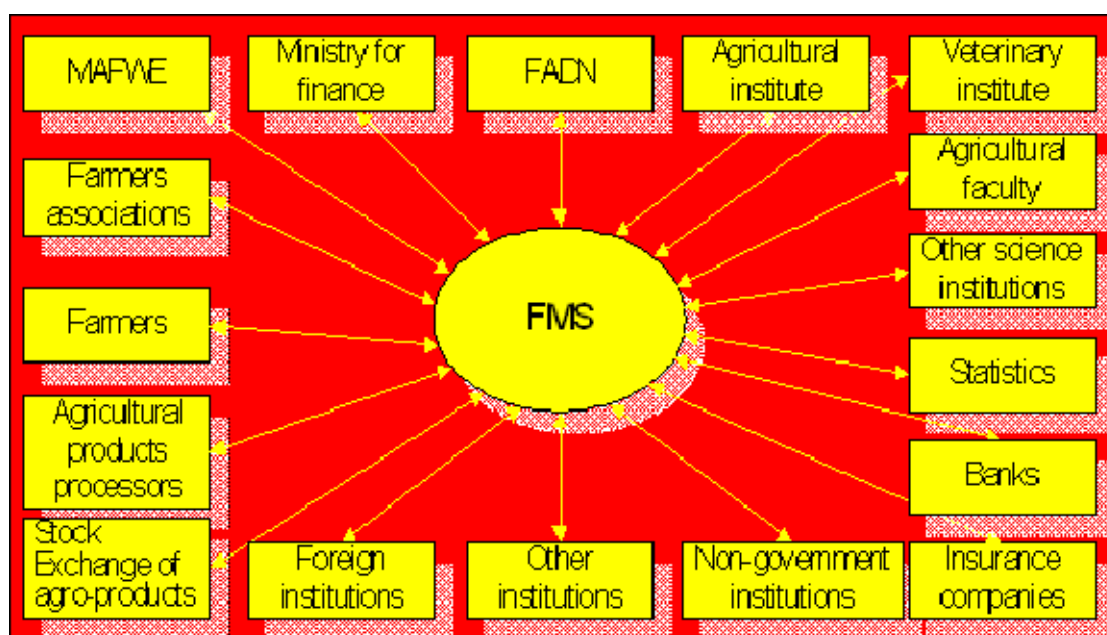 MAFWE
Ministry for
finance
FADN
Agricultural
institute
Veterinary
institute
Farmers
associations
Agricultural
faculty
Other science
institutions
FMS
Farmers
Statistics
Agricultural
products
processors
Banks
Stock
Exchange of
agro-products
Foreign
institutions
Other
institutions
Non-government
institutions
Insurance
companies